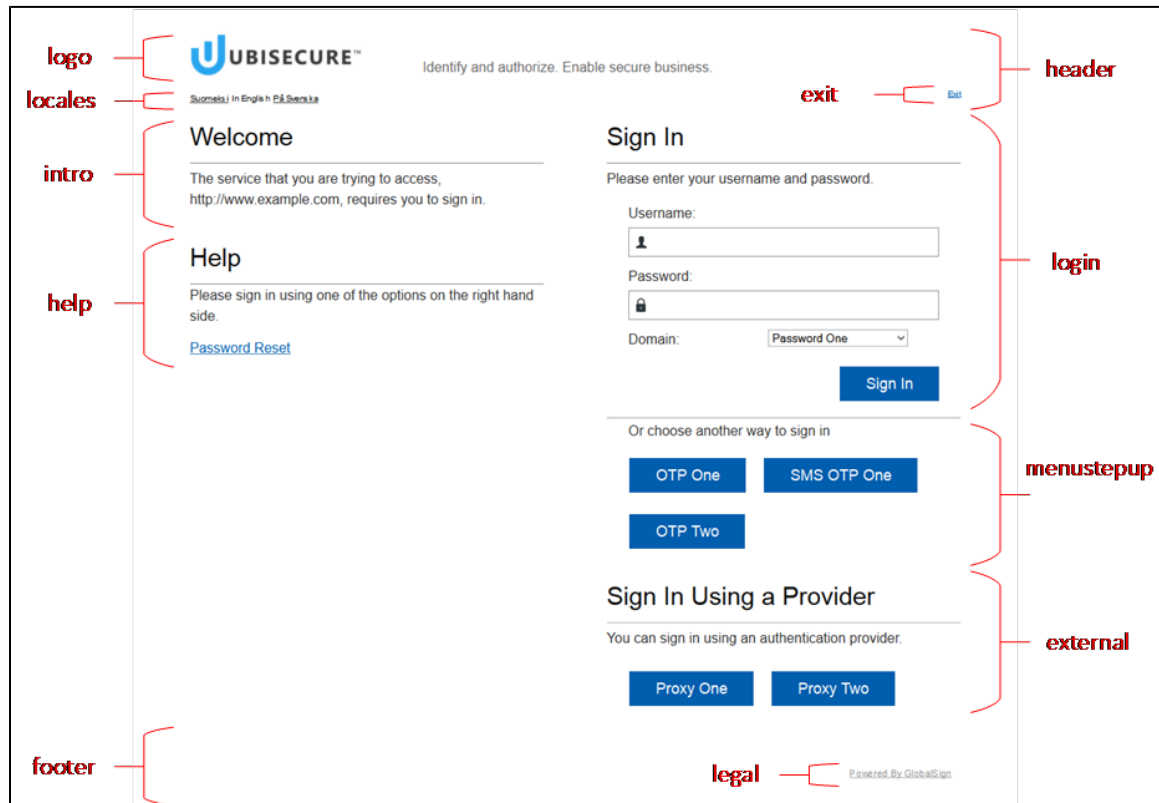 logo
UBISECURE™
Identify and authorize. Enable secure business.
header
locales
Suomeksi In English På Svenska
exit
Exit
intro
Welcome
The service that you are trying to access,
http://www.example.com, requires you to sign in.
help
Help
Please sign in using one of the options on the right hand
side.
Password Reset
Sign In
Please enter your username and password.
Username:
Password:
Domain:
Password One
Sign In
login
Or choose another way to sign in
OTP One
SMS OTP One
OTP Two
menustepup
Sign In Using a Provider
You can sign in using an authentication provider.
Proxy One
Proxy Two
external
footer
legal
Powered By GlobalSign